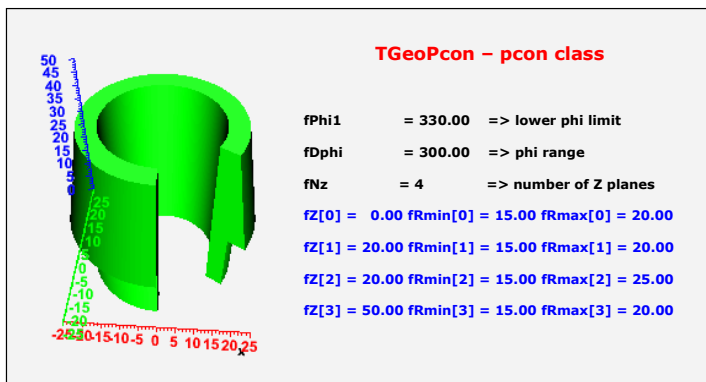 TGeoPcon – pcon class
fPhi1 = 330.00 => lower phi limit
fDphi = 300.00 => phi range
fNz = 4 => number of Z planes
fZ[0] = 0.00 fRmin[0] = 15.00 fRmax[0] = 20.00
fZ[1] = 20.00 fRmin[1] = 15.00 fRmax[1] = 20.00
fZ[2] = 20.00 fRmin[2] = 15.00 fRmax[2] = 25.00
fZ[3] = 50.00 fRmin[3] = 15.00 fRmax[3] = 20.00
50
45
40
35
30
25
20
15
10
5
0
25
20
15
10
5
0
-5
-10
-15
-20
-25
-25 -20 -15 -10 -5 0 5 10 15 20 25
x